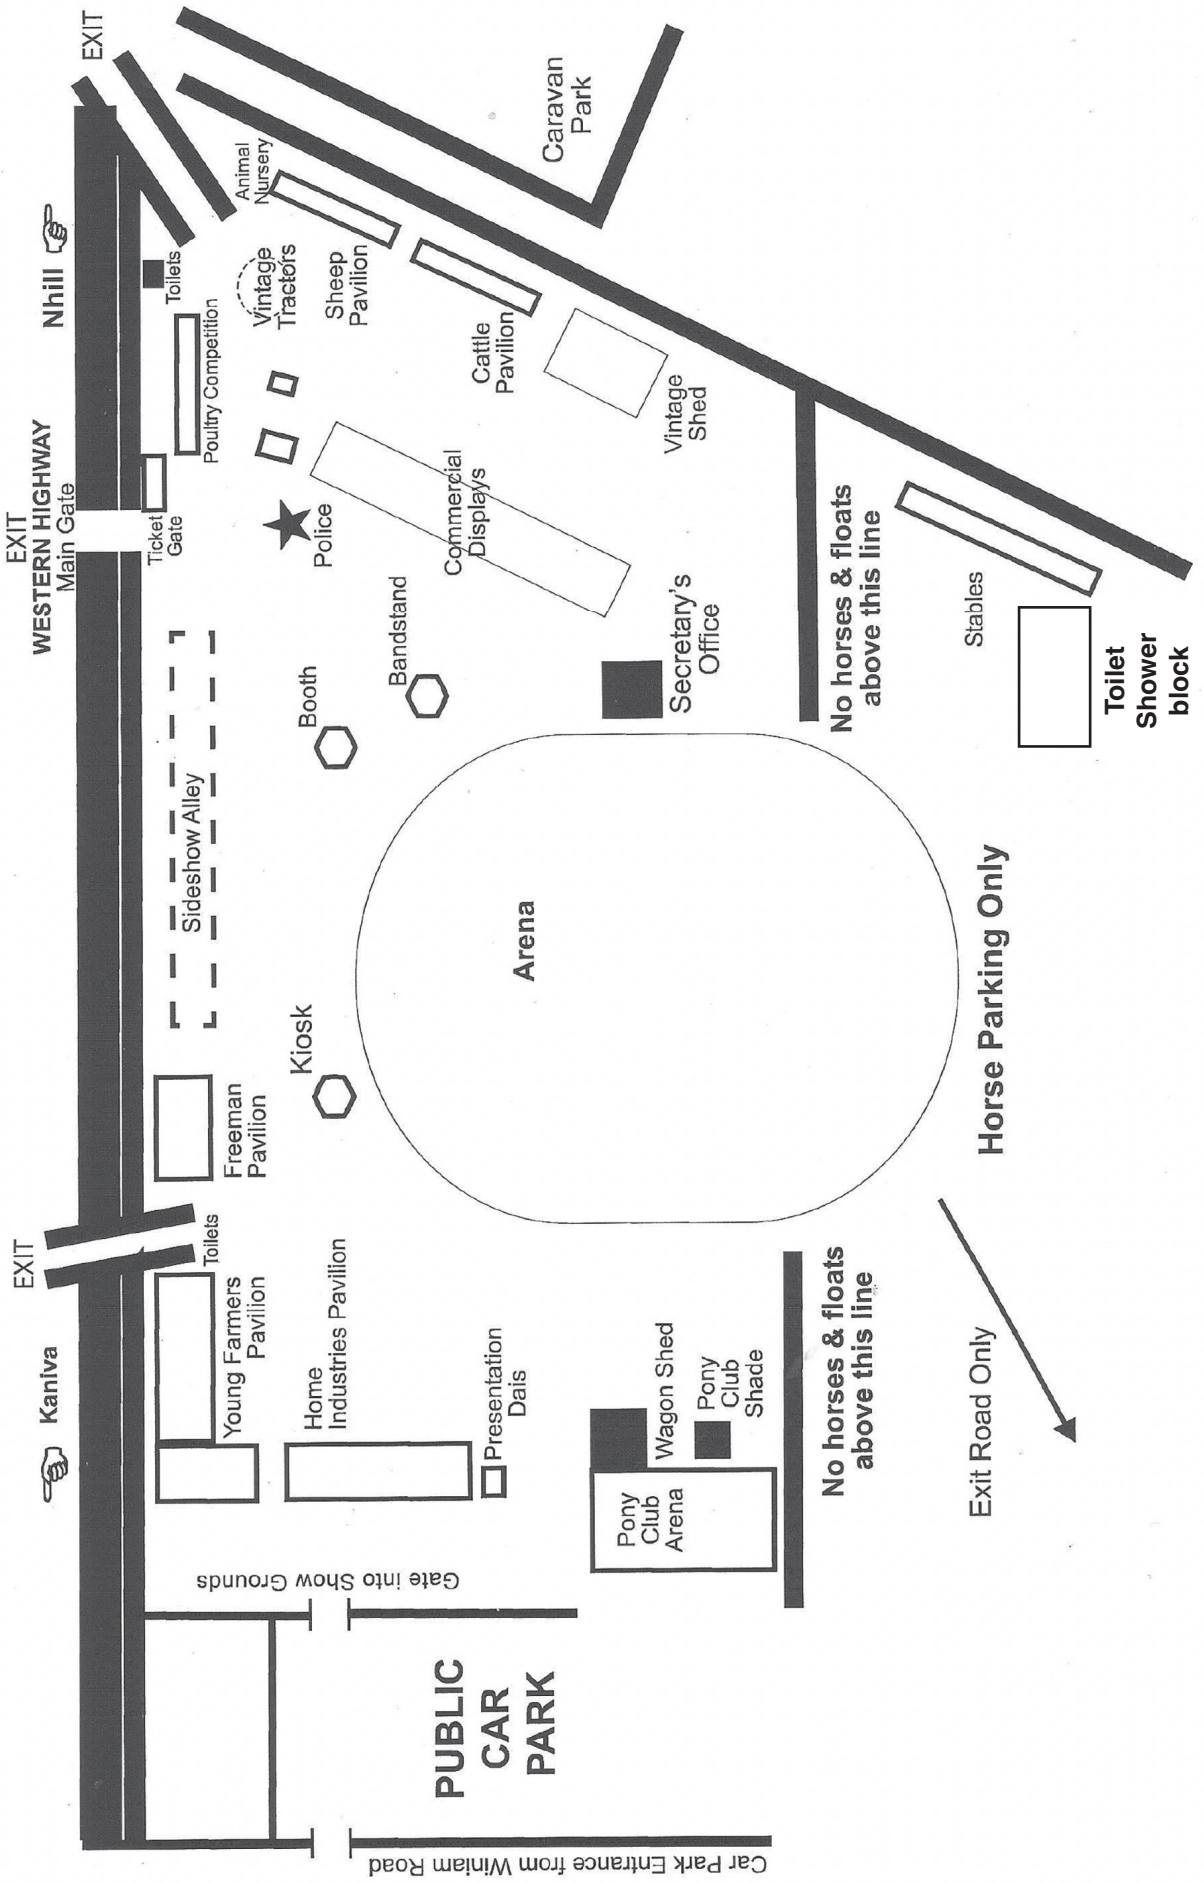 EXIT
Kaniva
EXIT
EXIT
WESTERN HIGHWAY
Main Gate
Nhill
EXIT
Young Farmers
Pavilion
Toilets
Freeman
Pavilion
Sideshow Alley
Ticket
Gate
Poultry Competition
Toilets
Animal
Nursery
Vintage
Tractors
Sheep
Pavilion
Home
Industries Pavilion
Kiosk
Booth
Bandstand
Police
Commercial
Displays
Cattle
Pavilion
Caravan
Park
Vintage
Shed
Presentation
Dais
Arena
Secretary's
Office
Gate into Show Grounds
PUBLIC
CAR
PARK
Car Park Entrance from Winiam Road
Pony
Club
Arena
Wagon Shed
Pony
Club
Shade
No horses & floats
above this line
No horses & floats
above this line
Exit Road Only
Horse Parking Only
Stables
Toilet
Shower
block